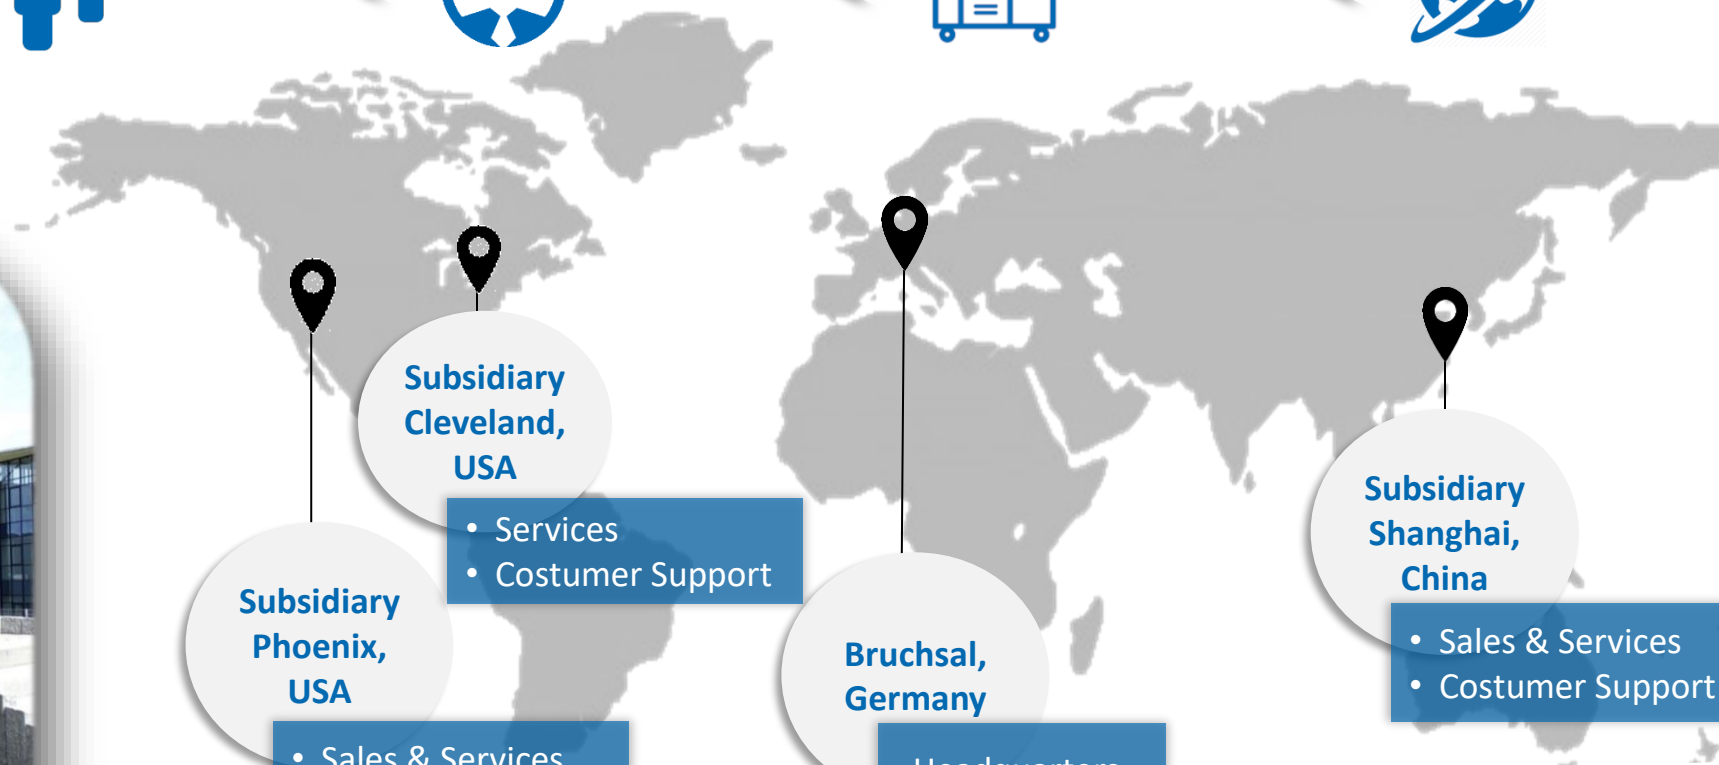 Subsidiary
Cleveland,
USA
• Services
• Costumer Support
Subsidiary
Phoenix,
USA
• Sales & Services
Bruchsal,
Germany
Headquarters
Subsidiary
Shanghai,
China
• Sales & Services
• Costumer Support